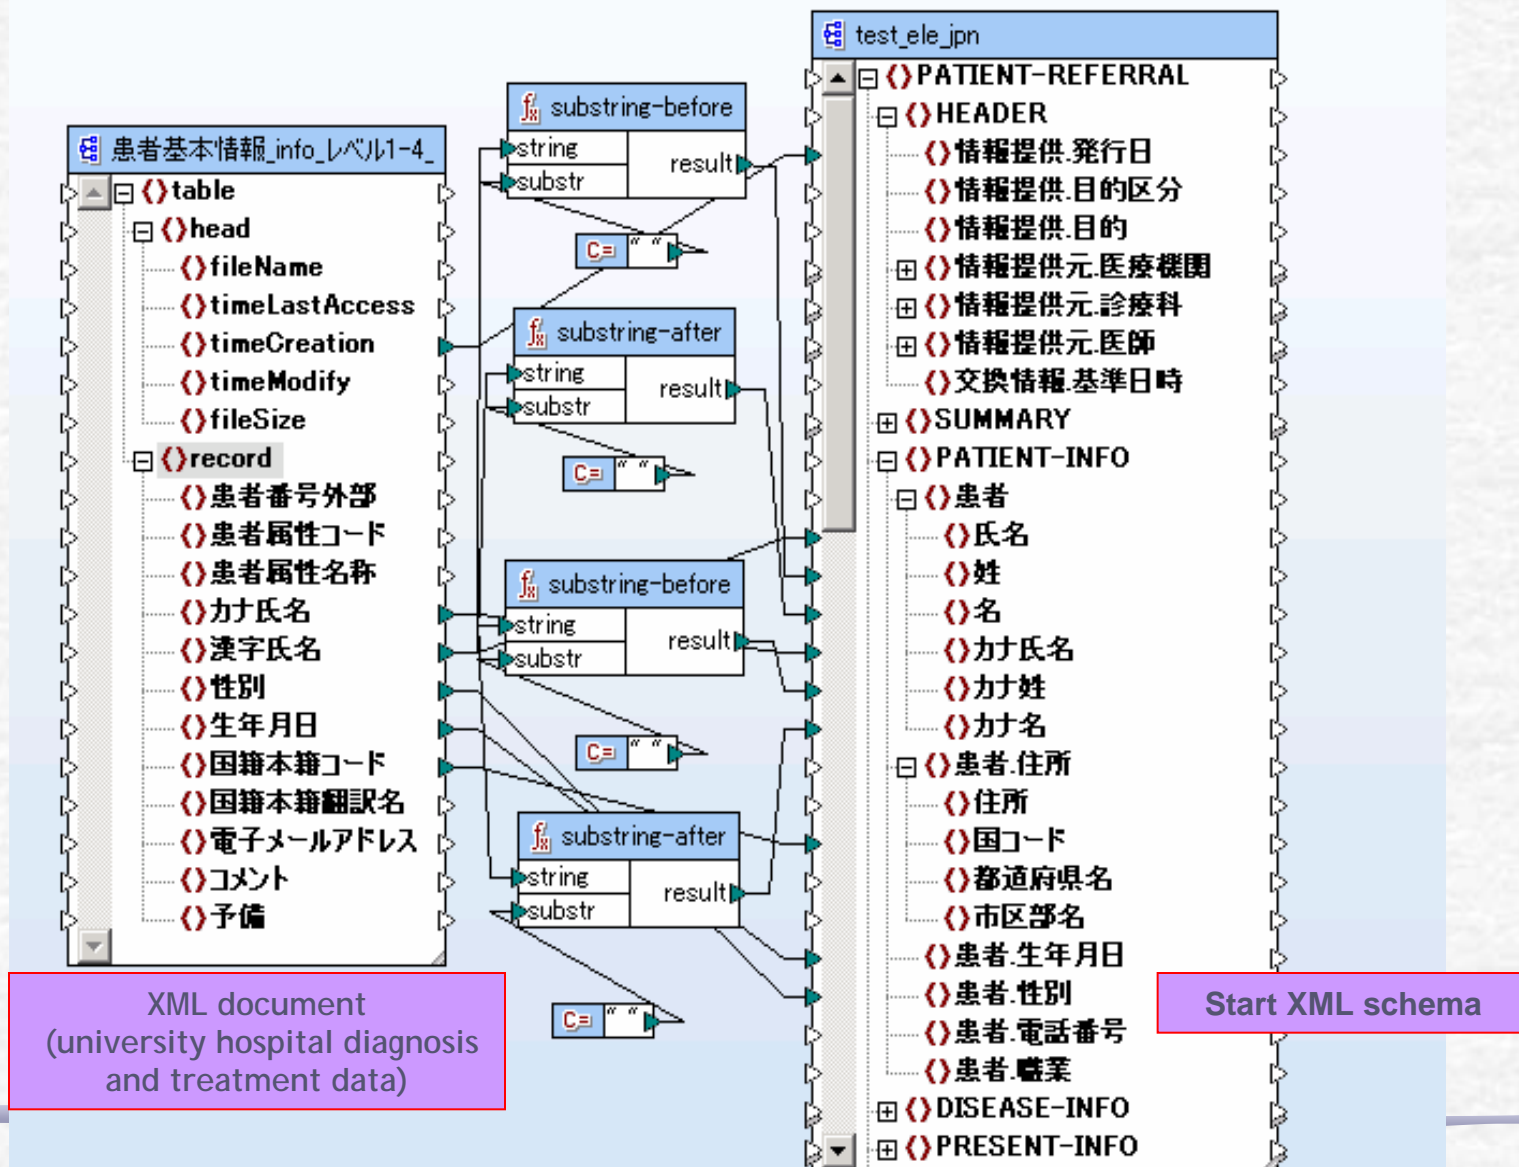 患者基本情報_info_レベル1-4_
table
head
fileName
timeLastAccess
timeCreation
timeModify
fileSize
record
患者番号外部
患者属性コード
患者属性名称
カナ氏名
漢字氏名
性別
生年月日
国籍本籍コード
国籍本籍翻訳名
電子メールアドレス
コメント
予備
XML document
(university hospital diagnosis
and treatment data)
substring-before
string
substr
result
C= " "
substring-after
string
substr
result
C= " "
substring-before
string
substr
result
C= " "
substring-after
string
substr
result
C= " "
test_ele_jpn
PATIENT-REFERRAL
HEADER
情報提供.発行日
情報提供.目的区分
情報提供.目的
情報提供元.医療機関
情報提供元.診療科
情報提供元.医師
交換情報.基準日時
SUMMARY
PATIENT-INFO
患者
氏名
姓
名
カナ氏名
カナ姓
カナ名
患者.住所
住所
国コード
都道府県名
市区部名
患者.生年月日
患者.性別
患者.電話番号
患者.職業
DISEASE-INFO
PRESENT-INFO
Start XML schema